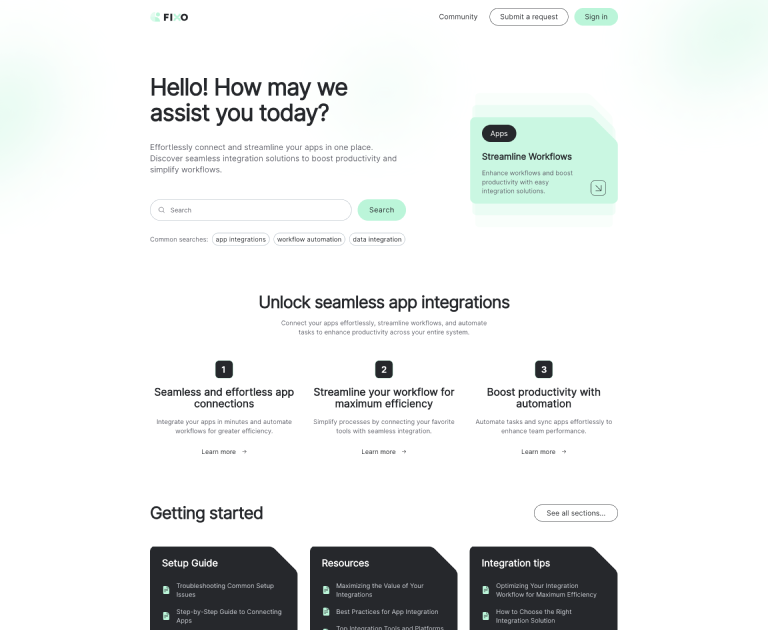 FIXO
Community
Submit a request
Sign in
Hello! How may we
assist you today?
Effortlessly connect and streamline your apps in one place.
Discover seamless integration solutions to boost productivity and
simplify workflows.
Search
Search
Common searches:
app integrations
workflow automation
data integration
Apps
Streamline Workflows
Enhance workflows and boost
productivity with easy
integration solutions.
Unlock seamless app integrations
Connect your apps effortlessly, streamline workflows, and automate
tasks to enhance productivity across your entire system.
1
Seamless and effortless app
connections
Integrate your apps in minutes and automate
workflows for greater efficiency.
Learn more
2
Streamline your workflow for
maximum efficiency
Simplify processes by connecting your favorite
tools with seamless integration.
Learn more
3
Boost productivity with
automation
Automate tasks and sync apps effortlessly to
enhance team performance.
Learn more
Getting started
See all sections...
Setup Guide
Troubleshooting Common Setup
Issues
Step-by-Step Guide to Connecting
Apps
Resources
Maximizing the Value of Your
Integrations
Best Practices for App Integration
Top Integration Tools and Platforms
Integration tips
Optimizing Your Integration
Workflow for Maximum Efficiency
How to Choose the Right
Integration Solution